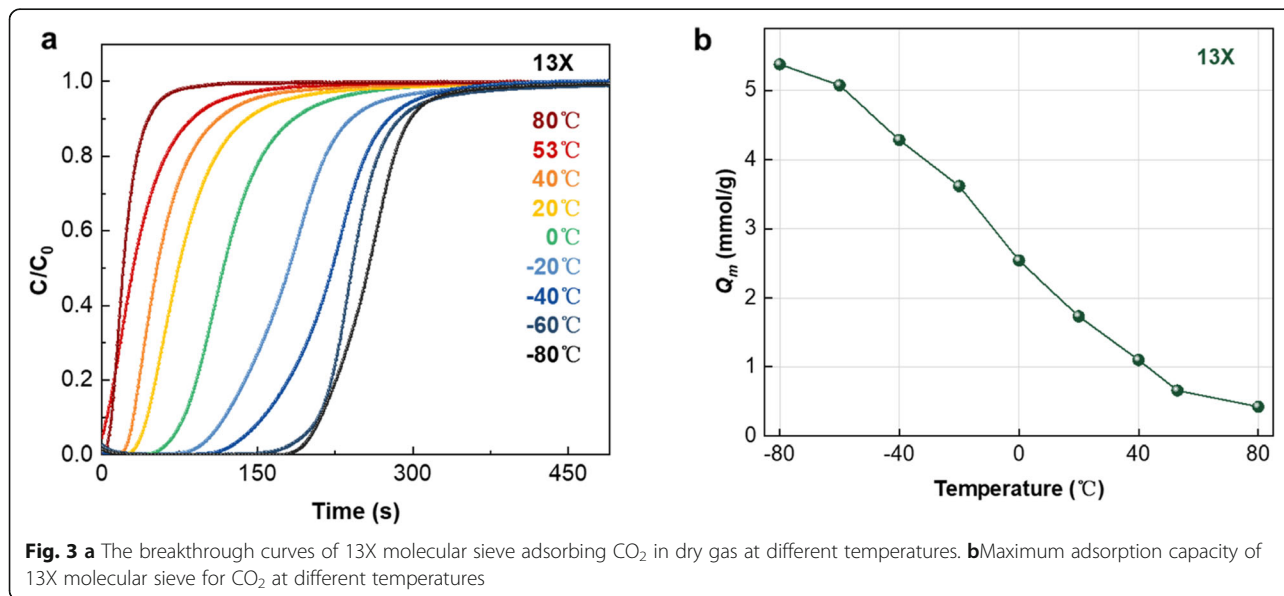 a
13X
80℃
53℃
40℃
20℃
0℃
-20℃
-40℃
-60℃
-80℃
1.0
0.8
0.6
0.4
0.2
0.0
C/C₀
0 150 300 450
Time (s)
b
13X
5
4
3
2
1
0
Qₘ (mmol/g)
-80 -40 0 40 80
Temperature (℃)
Fig. 3 a The breakthrough curves of 13X molecular sieve adsorbing CO₂ in dry gas at different temperatures. bMaximum adsorption capacity of
13X molecular sieve for CO₂ at different temperatures